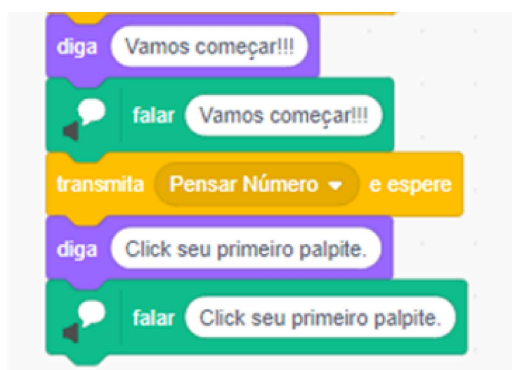 diga Vamos começar!!!
falar Vamos começar!!!
transmita Pensar Número e espere
diga Click seu primeiro palpite.
falar Click seu primeiro palpite.